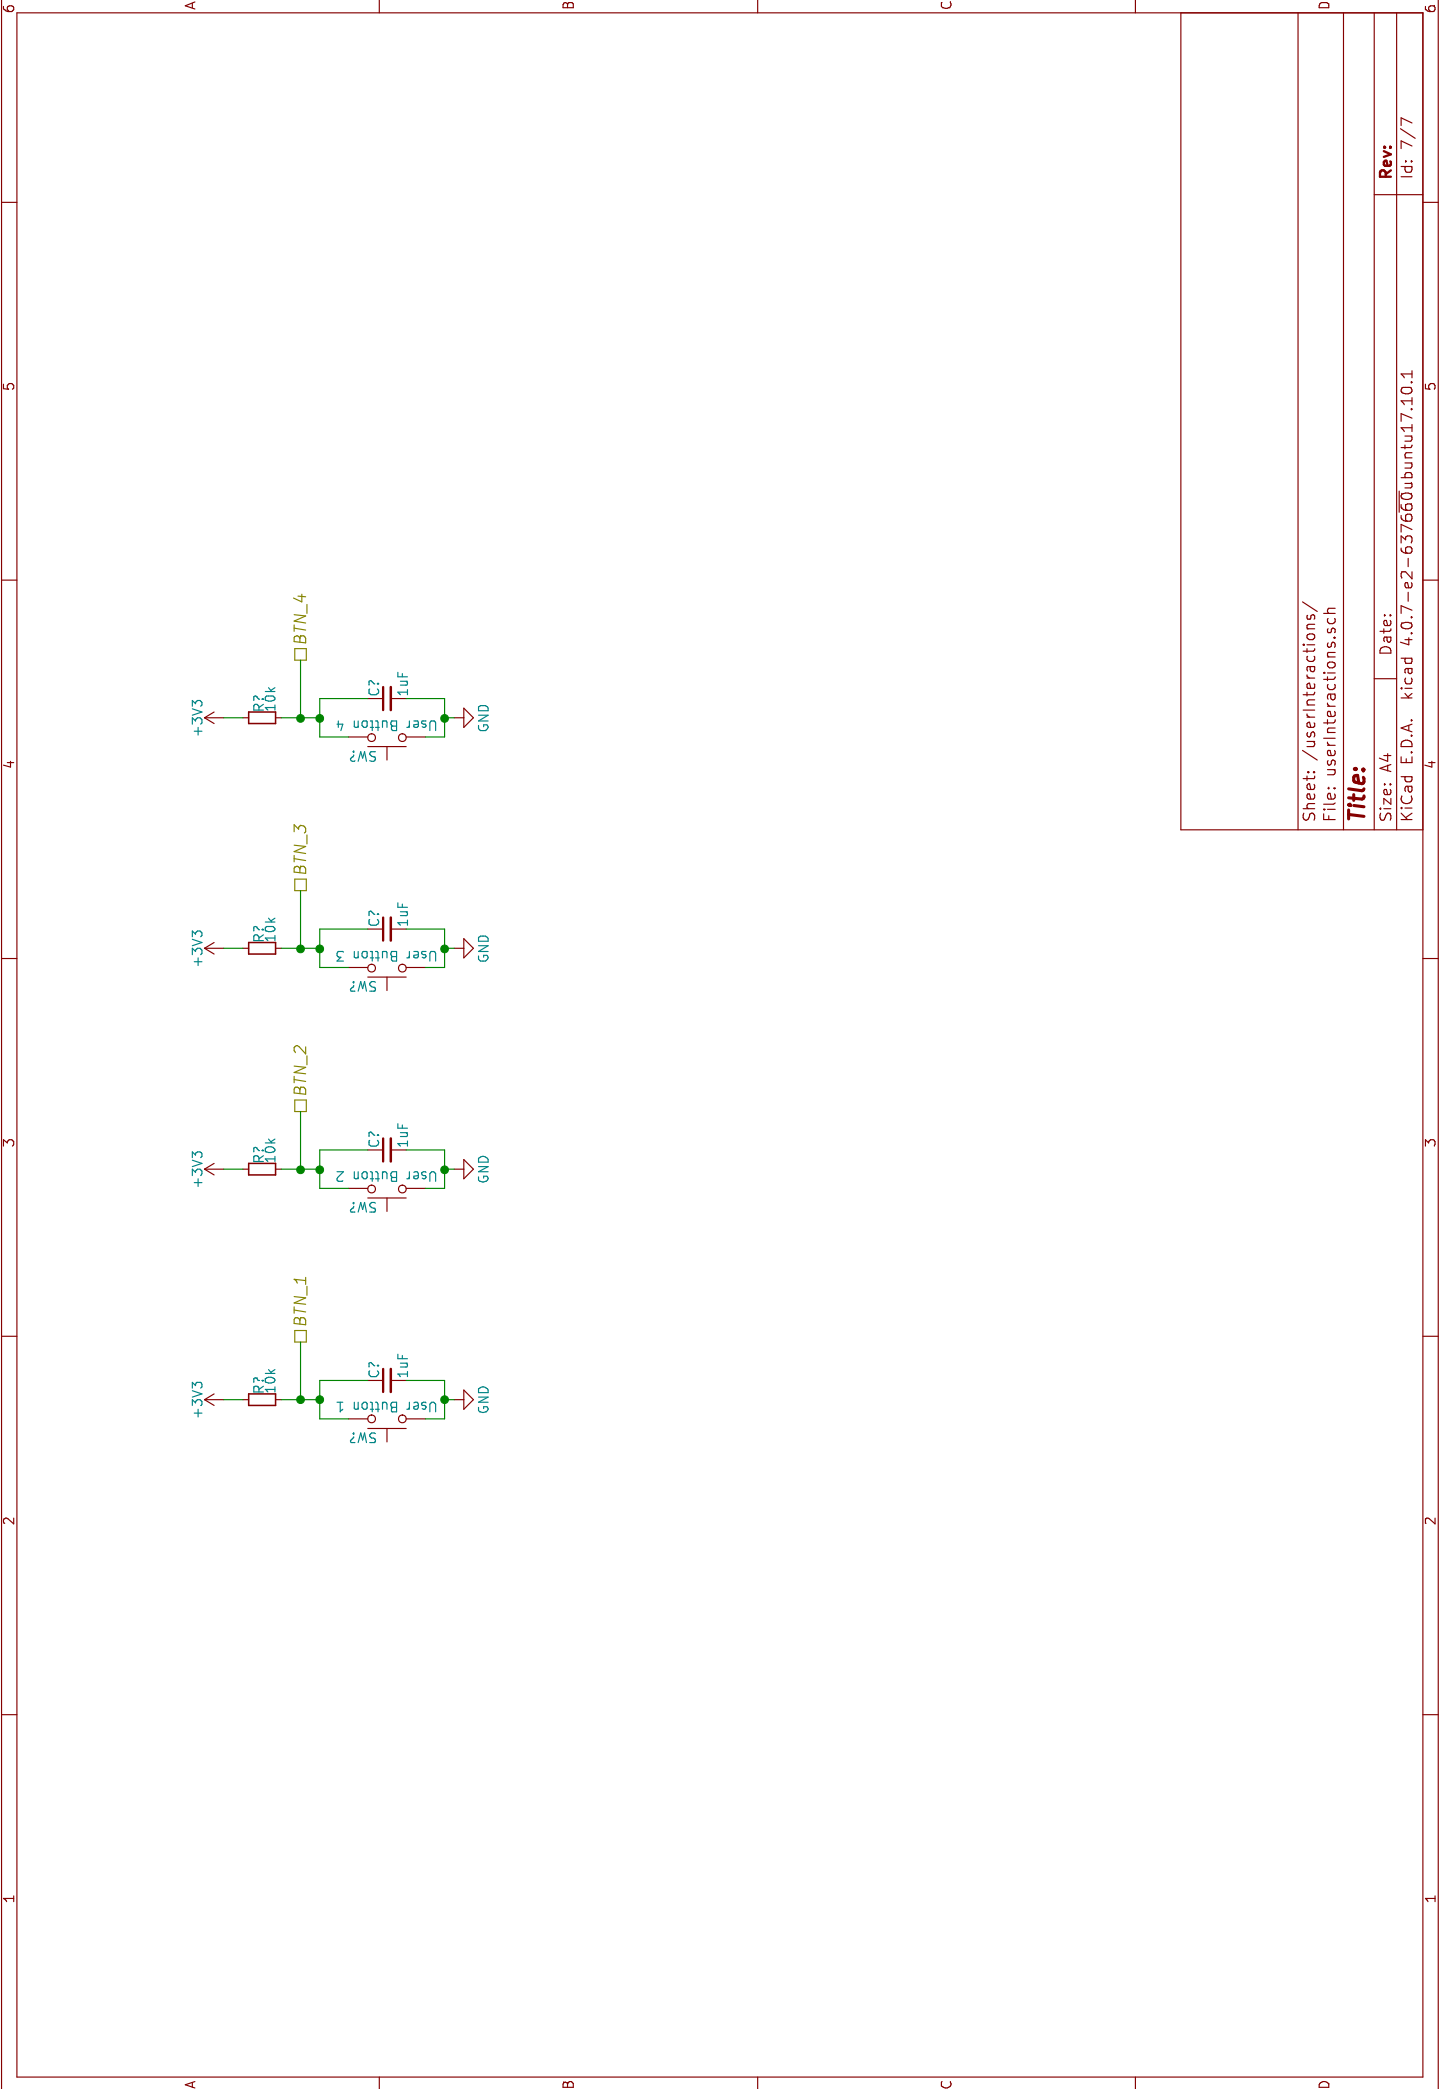 1
2
3
4
5
6
1
2
3
4
5
6
A
B
C
D
A
B
C
D
+3V3
R?
10k
BTN_1
SW?
User Button 1
C?
1uF
GND
+3V3
R?
10k
BTN_2
SW?
User Button 2
C?
1uF
GND
+3V3
R?
10k
BTN_3
SW?
User Button 3
C?
1uF
GND
+3V3
R?
10k
BTN_4
SW?
User Button 4
C?
1uF
GND
Sheet: /userInteractions/
File: userInteractions.sch
Title:
Size: A4 Date: Rev:
KiCad E.D.A. kicad 4.0.7-e2-637660ubuntu17.10.1 Id: 7/7